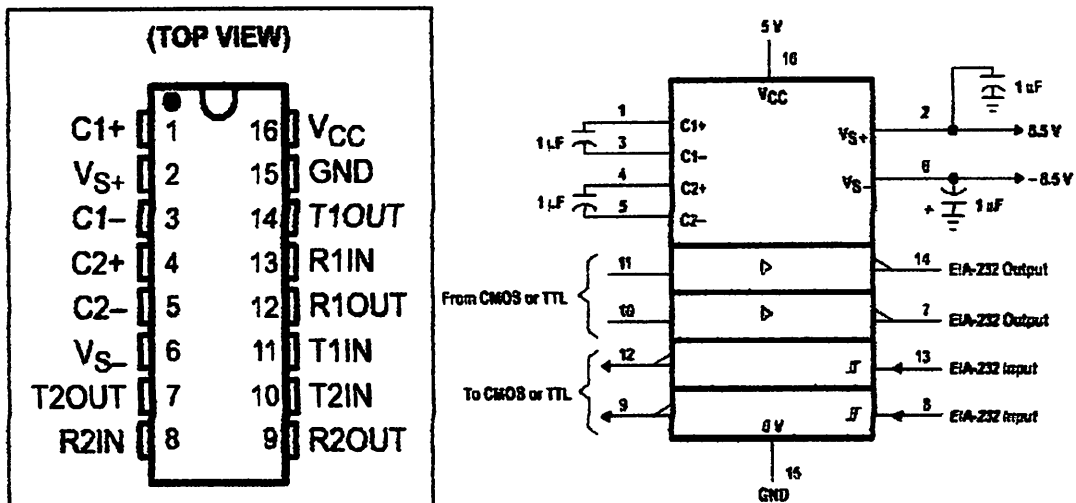 (TOP VIEW)
C1+ 1 16 VCC
VS+ 2 15 GND
C1– 3 14 T1OUT
C2+ 4 13 R1IN
C2– 5 12 R1OUT
VS– 6 11 T1IN
T2OUT 7 10 T2IN
R2IN 8 9 R2OUT
5 V
16
VCC
1 µF
1 C1+
3 C1–
1 µF
4 C2+
5 C2–
VS+ 2 8.5 V
1 µF
VS– 6 –8.5 V
+ 1 µF
From CMOS or TTL
11 14 EIA-232 Output
10 7 EIA-232 Output
To CMOS or TTL
12 13 EIA-232 Input
9 8 EIA-232 Input
0 V
15
GND